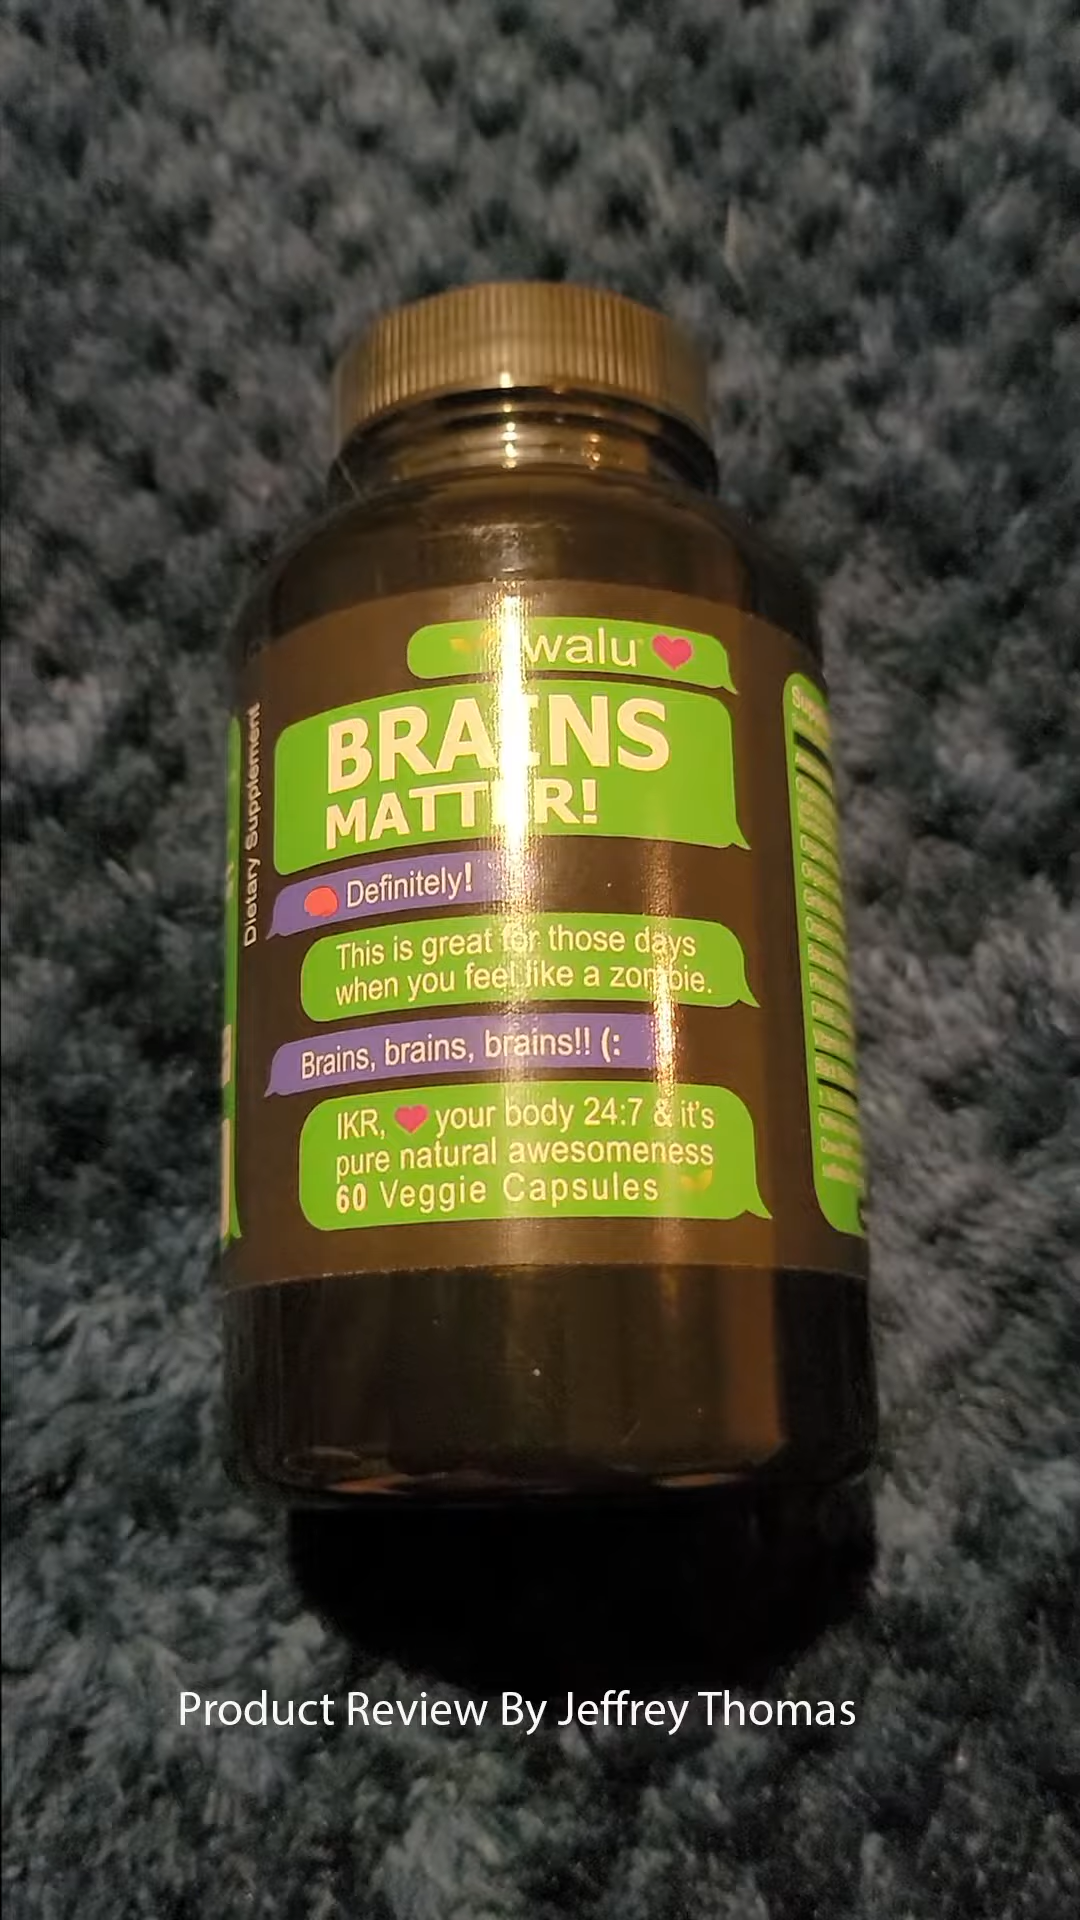 walu
BRAINS
MATTER!
Dietary Supplement
Definitely!
This is great for those days
when you feel like a zombie.
Brains, brains, brains!! (:
IKR, ❤ your body 24:7 & it's
pure natural awesomeness
60 Veggie Capsules
Product Review By Jeffrey Thomas